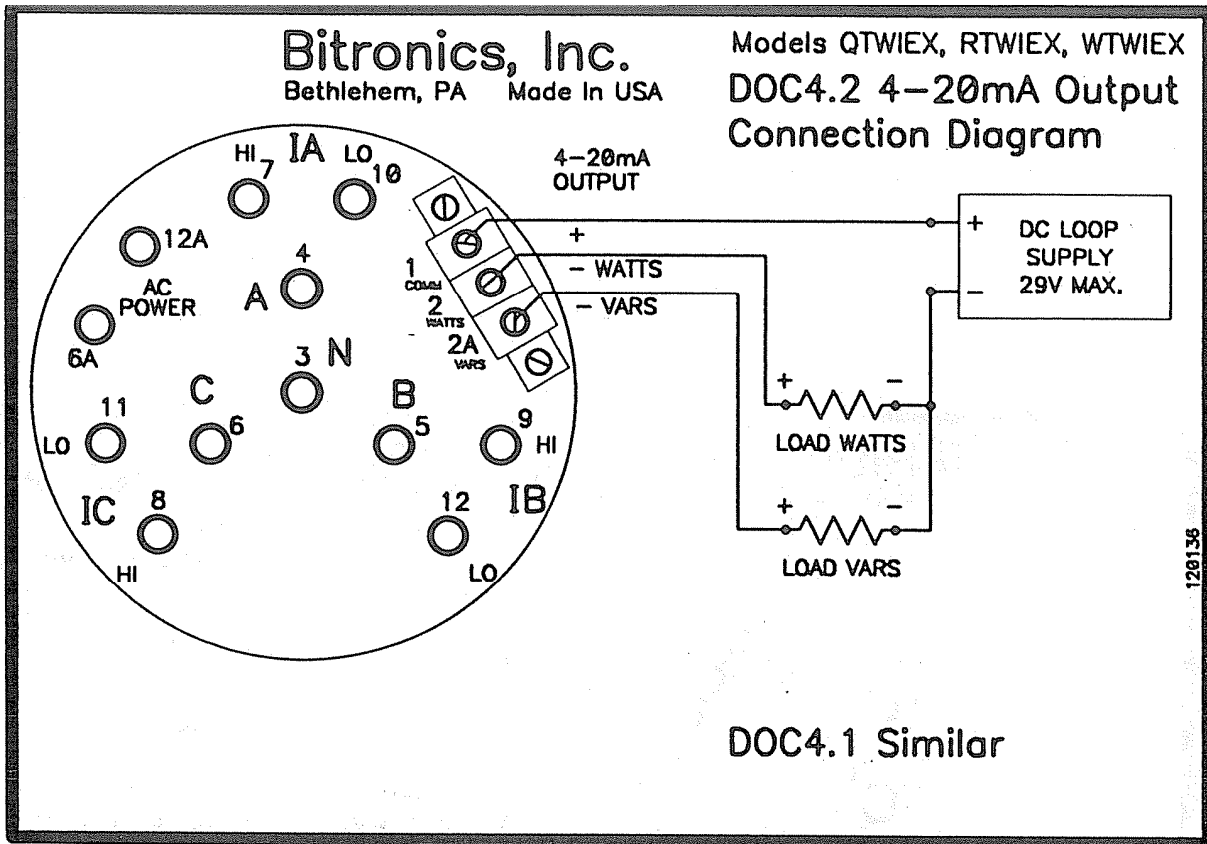 Bitronics, Inc.
Bethlehem, PA Made In USA
Models QTWIEX, RTWIEX, WTWIEX
DOC4.2 4-20mA Output
Connection Diagram
HI 7 IA LO 10
4-20mA
OUTPUT
12A
AC
POWER
6A
4
A
3 N
11
LO
C
6
B
5
9
HI
IC
8
HI
IB
12
LO
1
COMM
2
WATTS
2A
VARS
+
- WATTS
- VARS
+
-
DC LOOP
SUPPLY
29V MAX.
+ -
LOAD WATTS
+ -
LOAD VARS
120136
DOC4.1 Similar